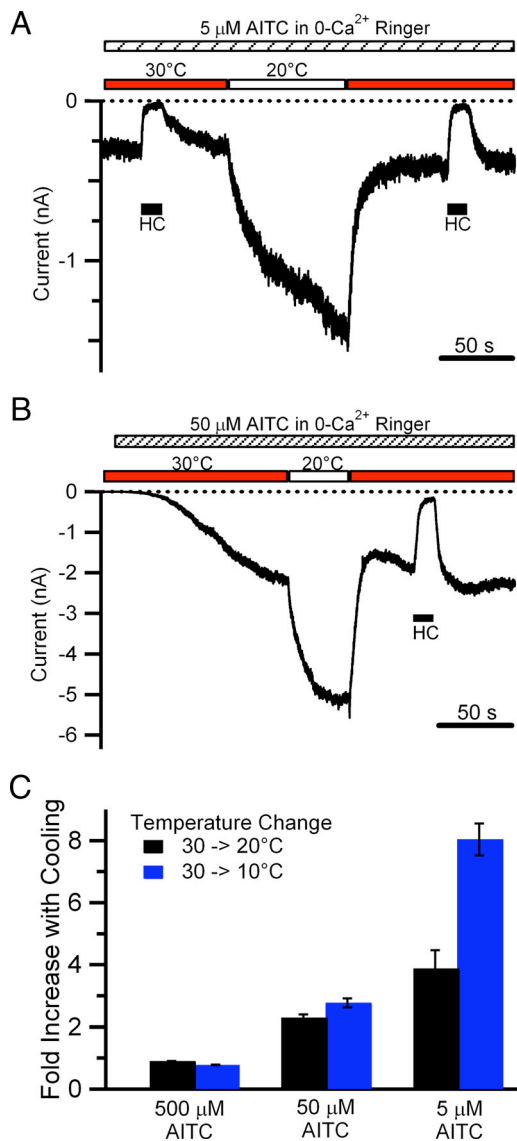 A
5 μM AITC in 0-Ca2+ Ringer
30°C 20°C
0
-1
Current (nA)
HC
HC
50 s
B
50 μM AITC in 0-Ca2+ Ringer
30°C 20°C
0
-1
-2
-3
-4
-5
-6
Current (nA)
HC
50 s
C
Temperature Change
30 -> 20°C
30 -> 10°C
Fold Increase with Cooling
8
6
4
2
0
500 μM AITC
50 μM AITC
5 μM AITC